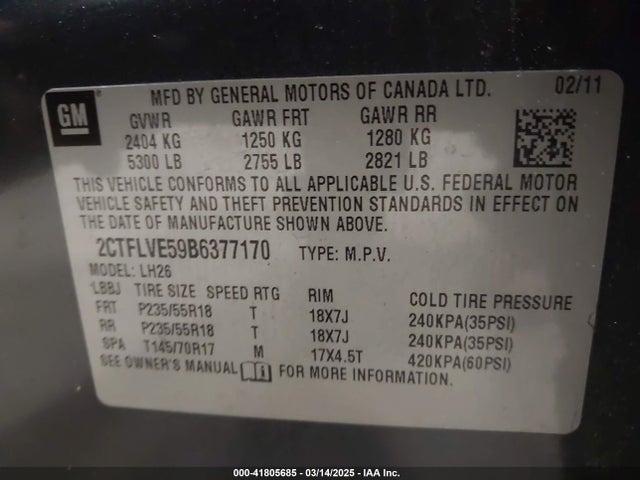 GM
MFD BY GENERAL MOTORS OF CANADA LTD. 02/11
GVWR GAWR FRT GAWR RR
2404 KG 1250 KG 1280 KG
5300 LB 2755 LB 2821 LB
THIS VEHICLE CONFORMS TO ALL APPLICABLE U.S. FEDERAL MOTOR
VEHICLE SAFETY AND THEFT PREVENTION STANDARDS IN EFFECT ON
THE DATE OF MANUFACTURE SHOWN ABOVE.
2CTFLVE59B6377170 TYPE: M.P.V.
MODEL: LH26
LBBJ TIRE SIZE SPEED RTG RIM COLD TIRE PRESSURE
FRT P235/55R18 T 18X7J 240KPA(35PSI)
RR P235/55R18 T 18X7J 240KPA(35PSI)
SPA T145/70R17 M 17X4.5T 420KPA(60PSI)
SEE OWNER'S MANUAL FOR MORE INFORMATION.
000-41805685 - 03/14/2025 - IAA Inc.